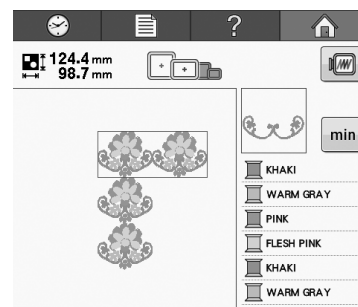 ?
124.4 mm
98.7 mm
min
KHAKI
WARM GRAY
PINK
FLESH PINK
KHAKI
WARM GRAY